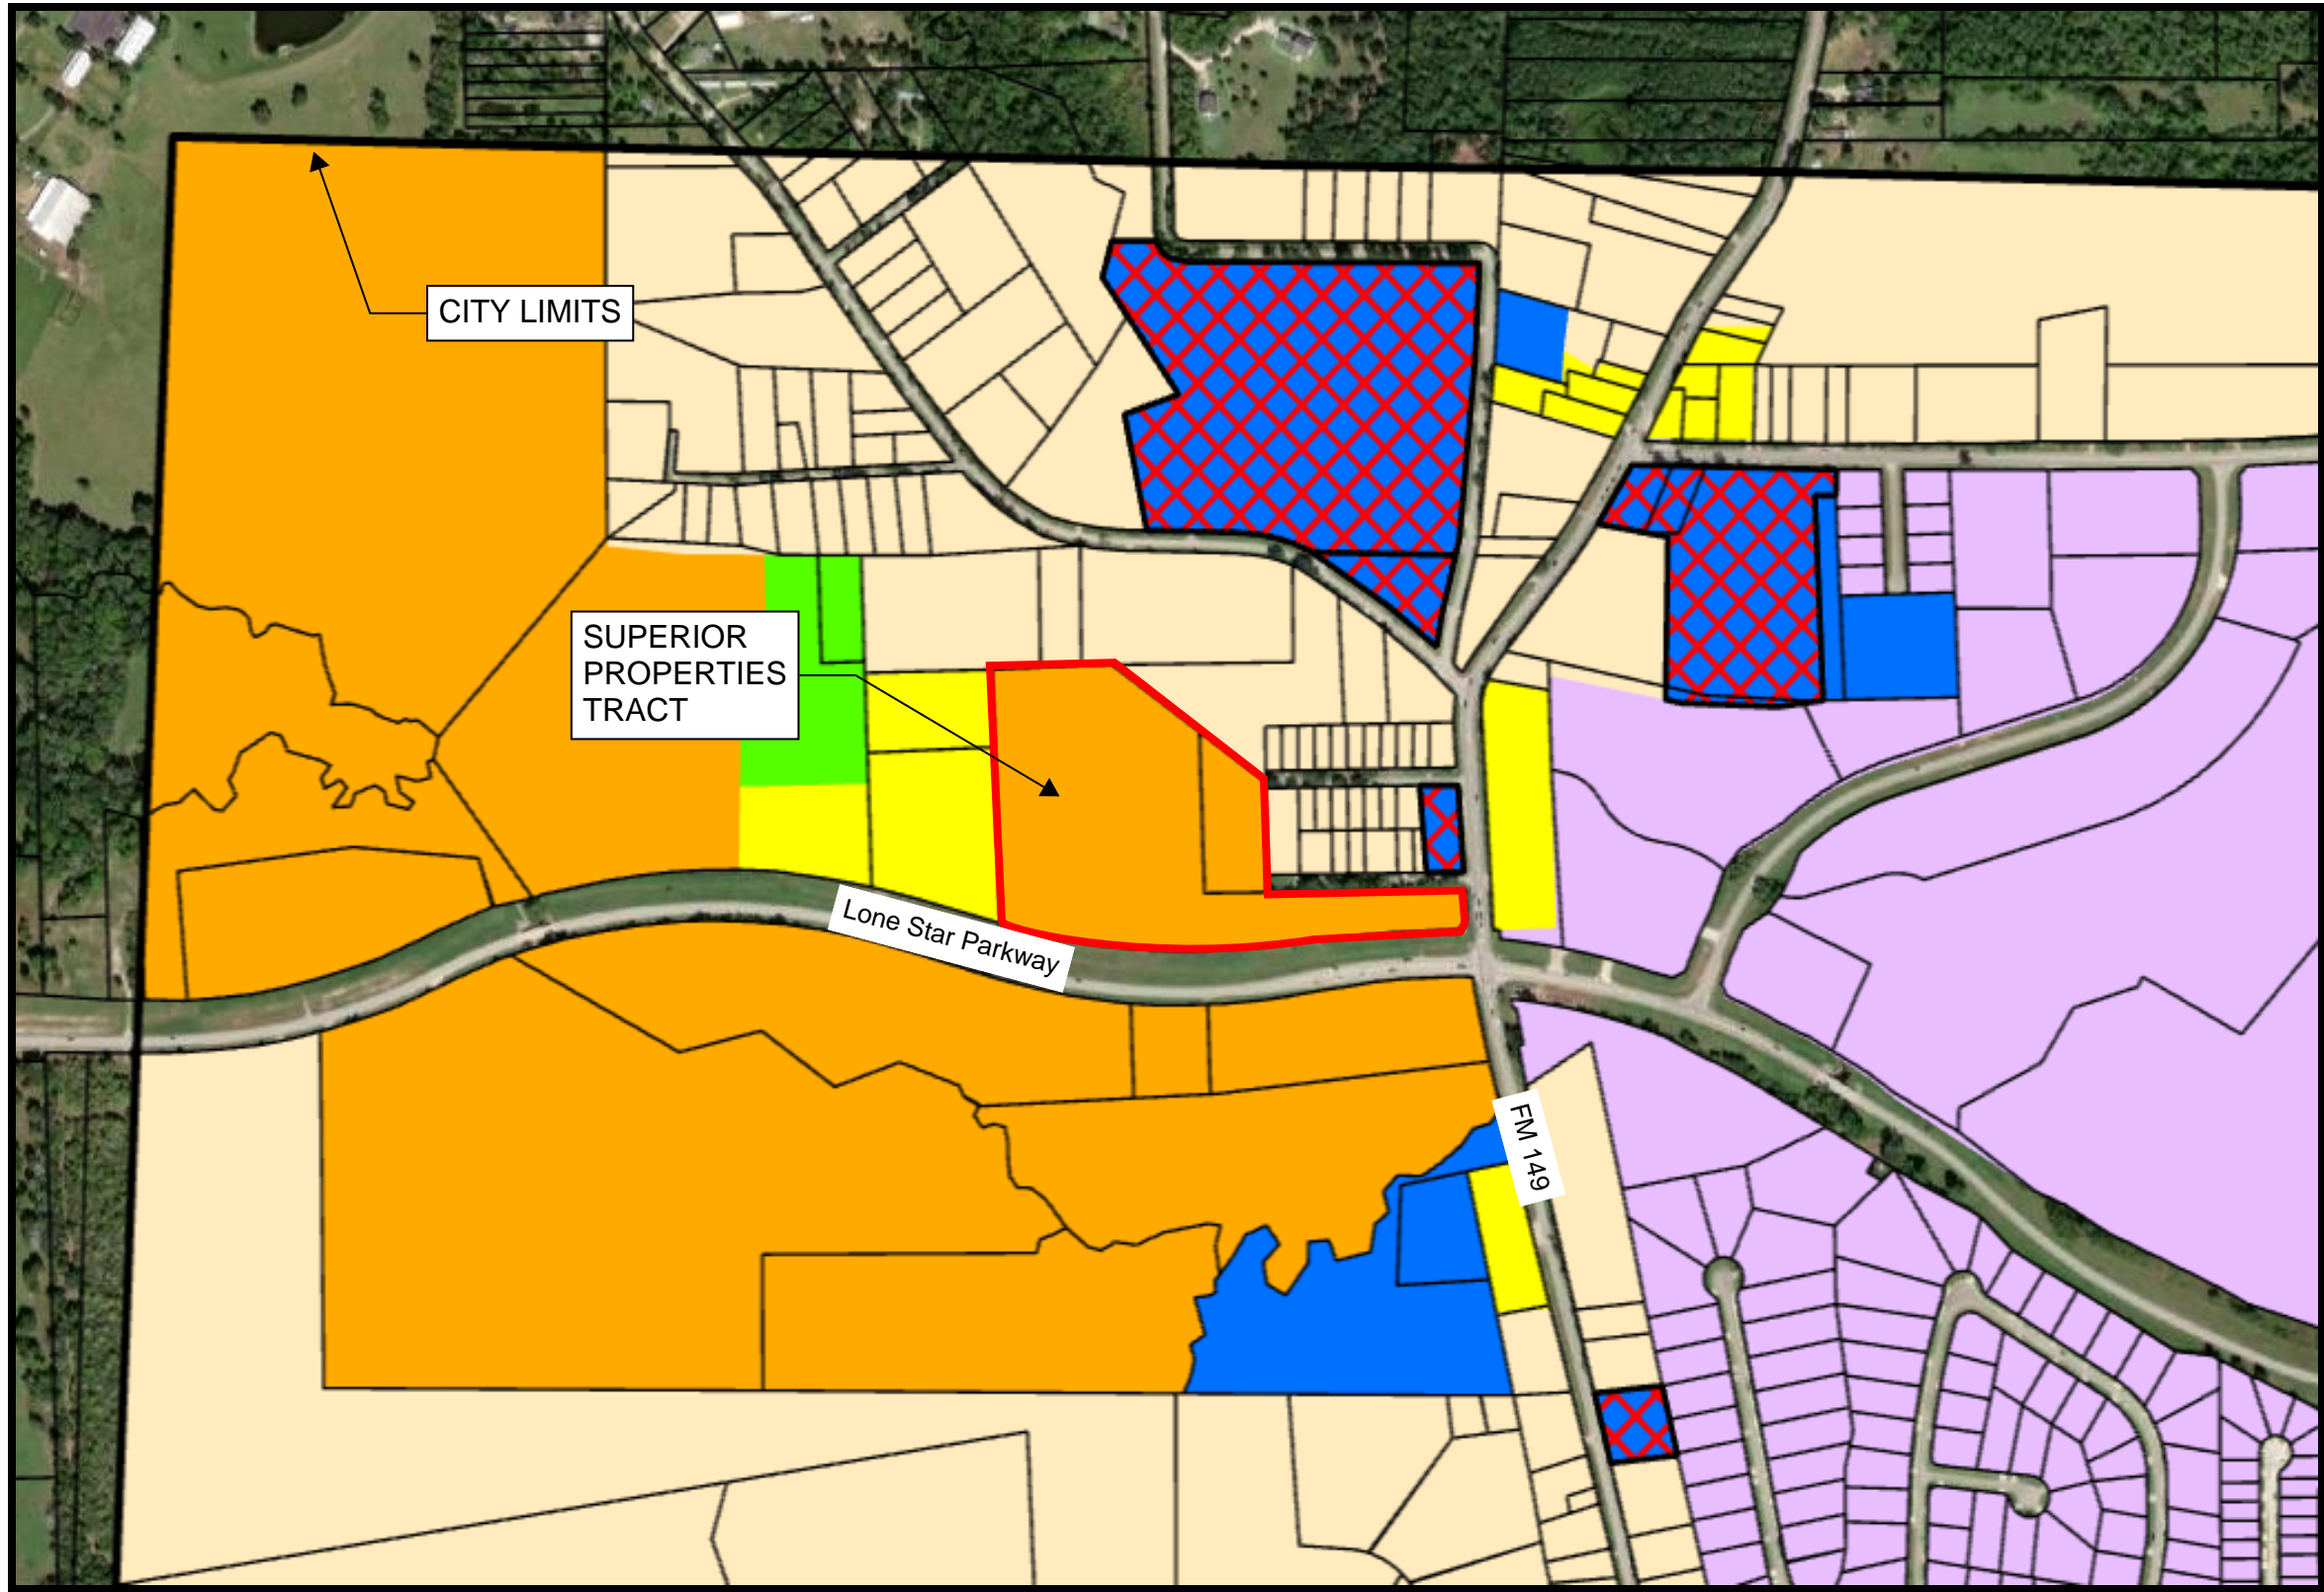 CITY LIMITS
SUPERIOR
PROPERTIES
TRACT
Lone Star Parkway
FM 149